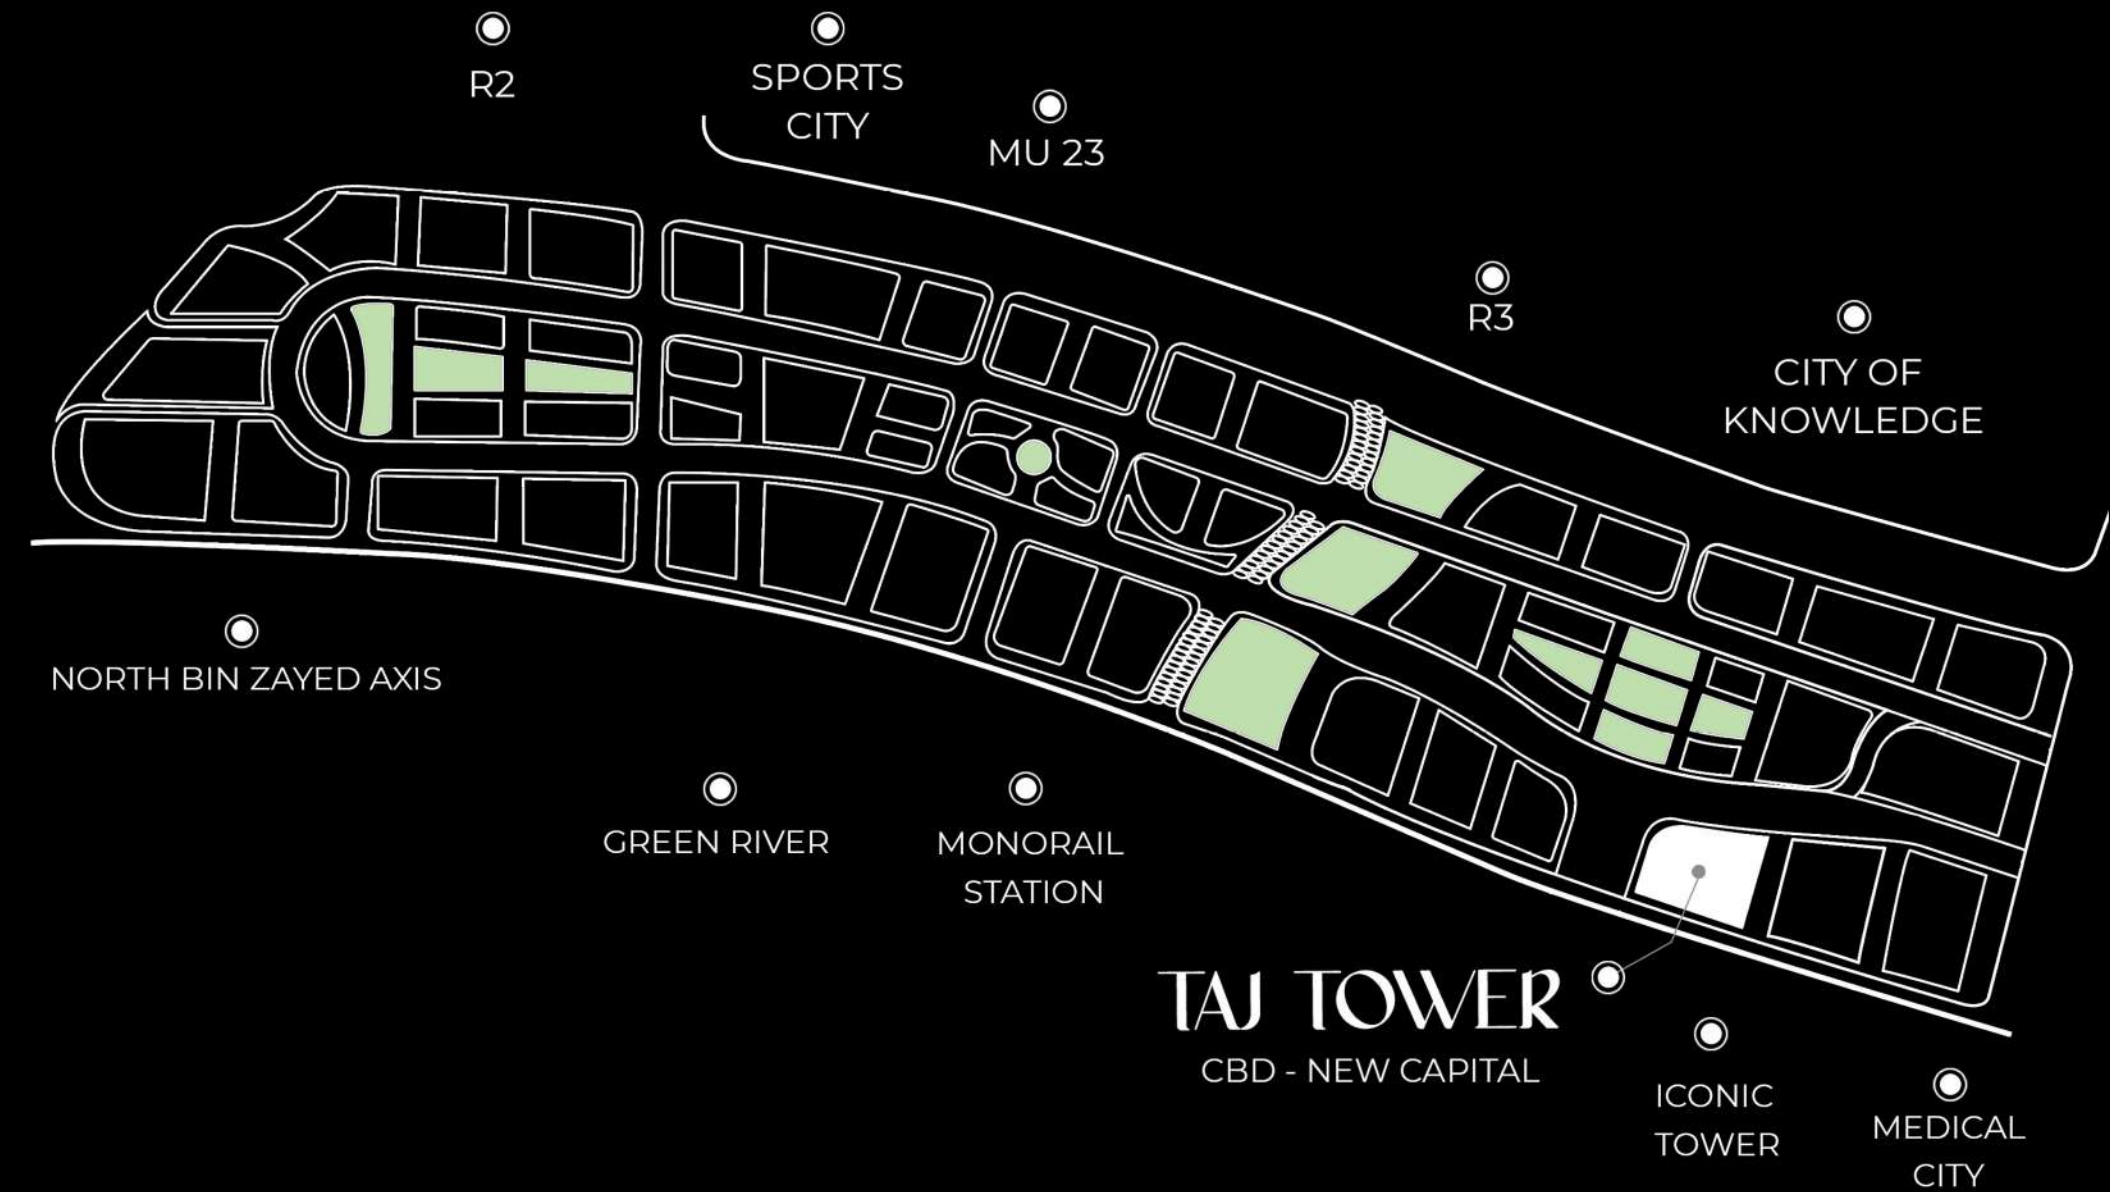 R2
SPORTS
CITY
MU 23
R3
CITY OF
KNOWLEDGE
NORTH BIN ZAYED AXIS
GREEN RIVER
MONORAIL
STATION
TAJ TOWER
CBD - NEW CAPITAL
ICONIC
TOWER
MEDICAL
CITY